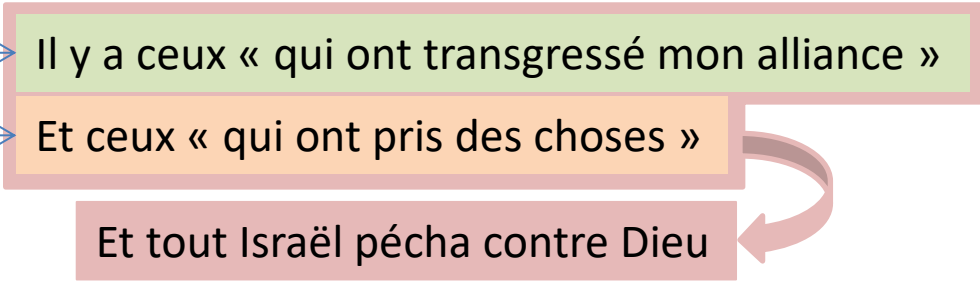 Il y a ceux « qui ont transgressé mon alliance »
Et ceux « qui ont pris des choses »
Et tout Israël pécha contre Dieu